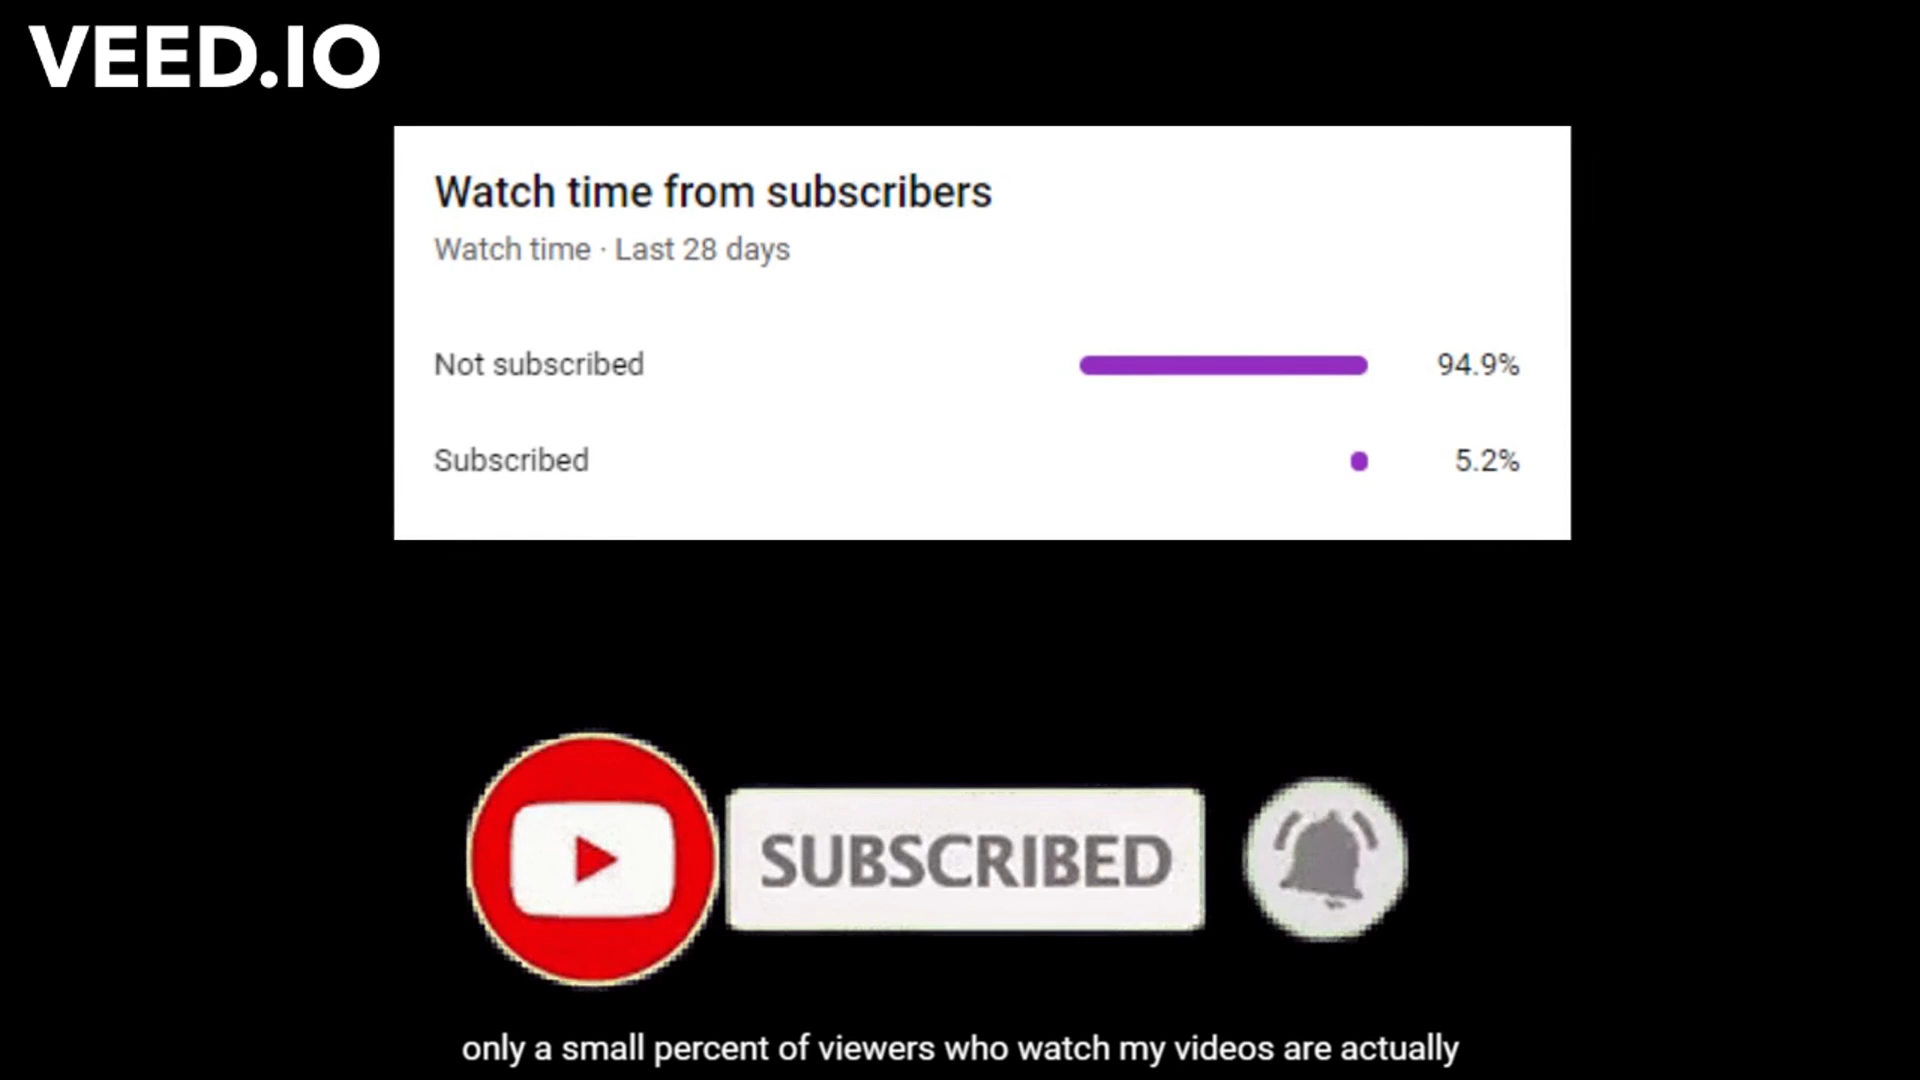 VEED.IO
Watch time from subscribers
Watch time · Last 28 days
Not subscribed 94.9%
Subscribed 5.2%
SUBSCRIBED
only a small percent of viewers who watch my videos are actually